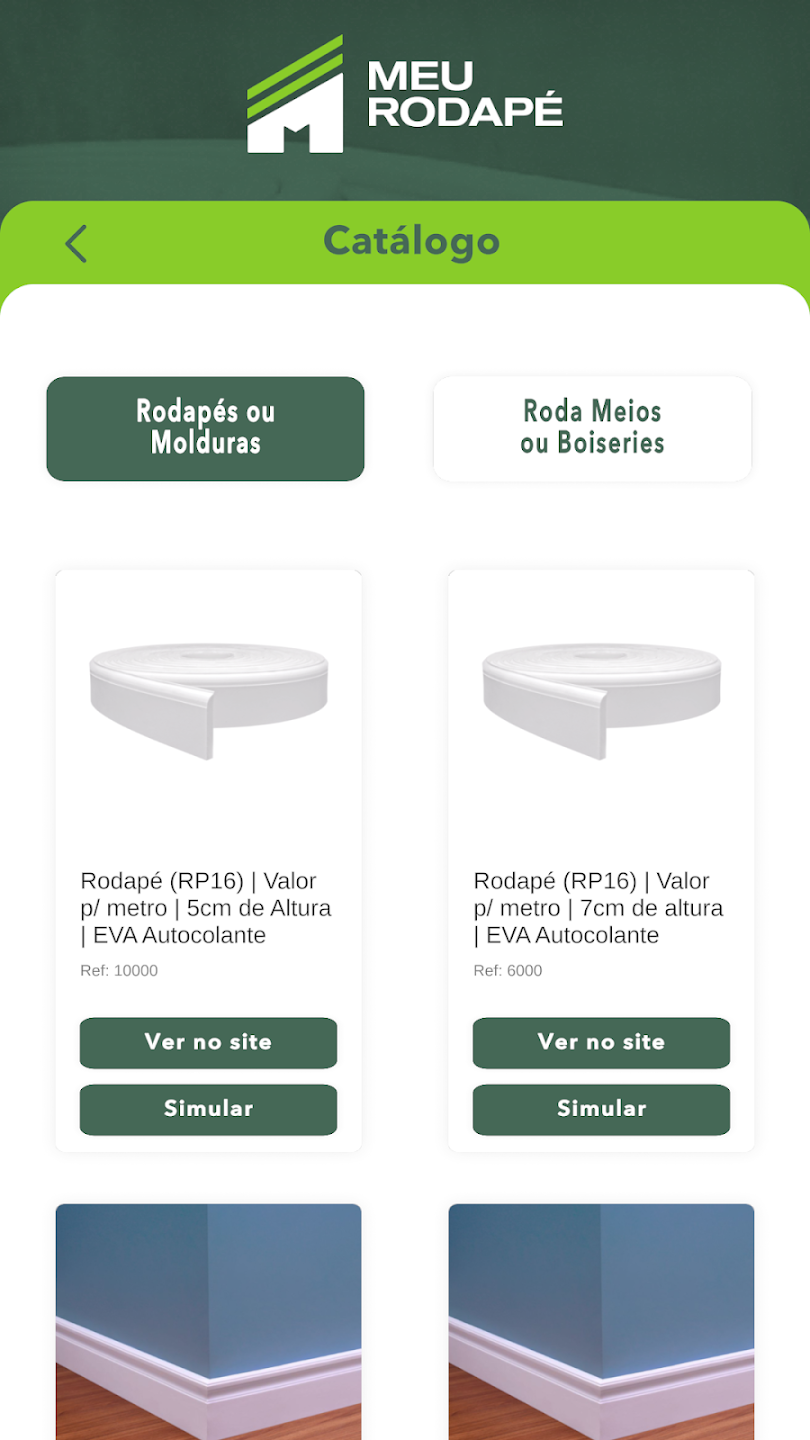 MEU
RODAPÉ
Catálogo
Rodapés ou
Molduras
Roda Meios
ou Boiseries
Rodapé (RP16) | Valor
p/ metro | 5cm de Altura
| EVA Autocolante
Ref: 10000
Ver no site
Simular
Rodapé (RP16) | Valor
p/ metro | 7cm de altura
| EVA Autocolante
Ref: 6000
Ver no site
Simular